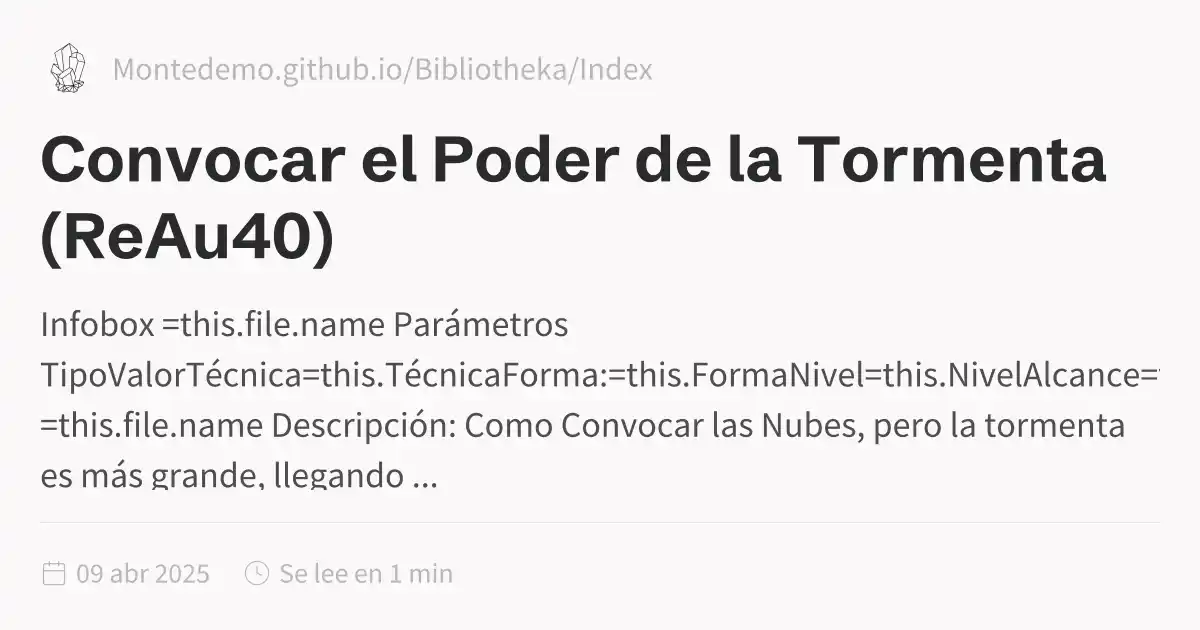 Montedemo.github.io/Bibliotheka/Index
Convocar el Poder de la Tormenta
(ReAu40)
Infobox =this.file.name Parámetros
TipoValorTécnica=this.TécnicaForma:=this.FormaNivel=this.NivelAlcance=
=this.file.name Descripción: Como Convocar las Nubes, pero la tormenta
es más grande, llegando ...
09 abr 2025
Se lee en 1 min